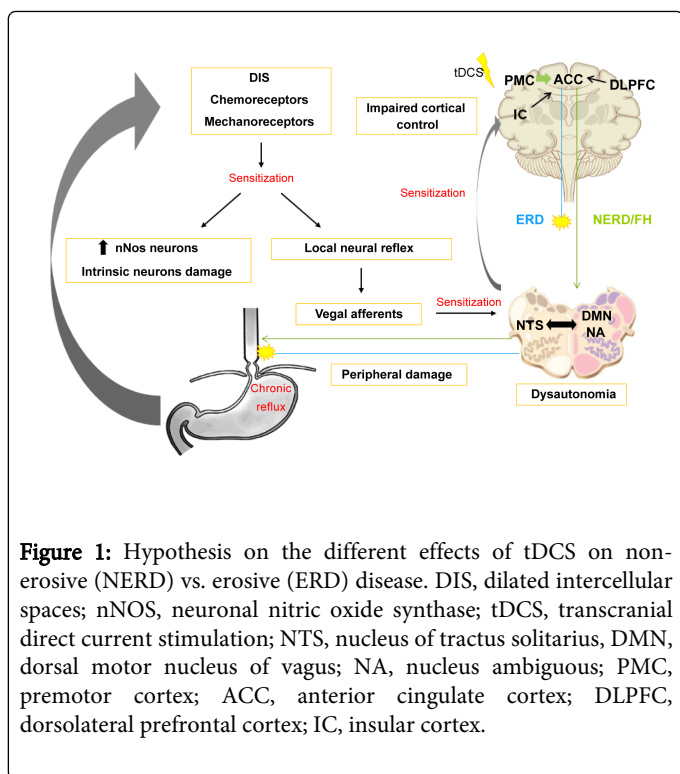 tDCS
PMC
ACC
DLPFC
IC
DIS
Chemoreceptors
Mechanoreceptors
Impaired cortical
control
Sensitization
Sensitization
ERD
NERD/FH
nNos neurons
Intrinsic neurons damage
Local neural reflex
Vegal afferents
Sensitization
NTS
DMN
NA
Peripheral damage
Dysautonomia
Chronic
reflux
Figure 1: Hypothesis on the different effects of tDCS on non-
erosive (NERD) vs. erosive (ERD) disease. DIS, dilated intercellular
spaces; nNOS, neuronal nitric oxide synthase; tDCS, transcranial
direct current stimulation; NTS, nucleus of tractus solitarius, DMN,
dorsal motor nucleus of vagus; NA, nucleus ambiguous; PMC,
premotor cortex; ACC, anterior cingulate cortex; DLPFC,
dorsolateral prefrontal cortex; IC, insular cortex.